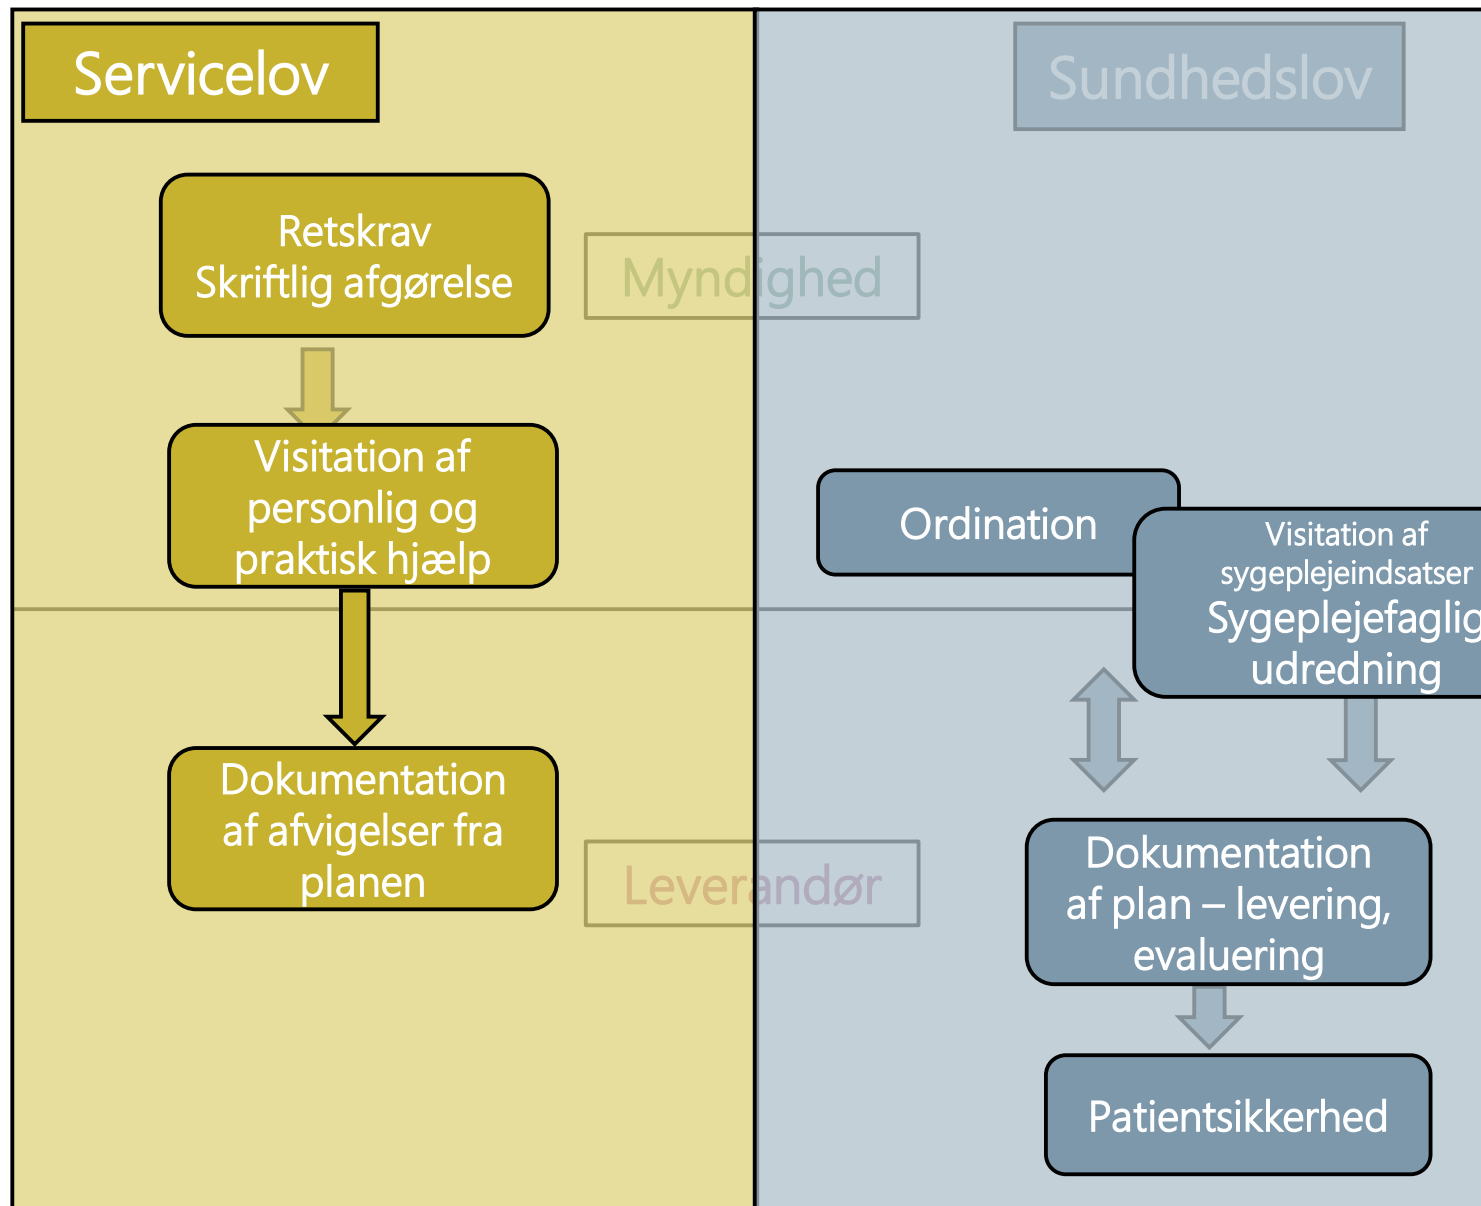 Servicelov
Sundhedslov
Retskrav
Skriftlig afgørelse
Myndighed
Visitation af
personlig og
praktisk hjælp
Ordination
Visitation af
sygeplejeindsatser
Sygeplejefaglig
udredning
Dokumentation
af afvigelser fra
planen
Leverandør
Dokumentation
af plan – levering,
evaluering
Patientsikkerhed